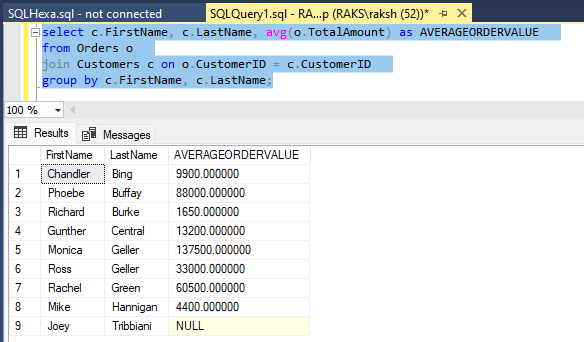 SQLHexa.sql - not connected
SQLQuery1.sql - RA...p (RAKS\raksh (52))*
select c.FirstName, c.LastName, avg(o.TotalAmount) as AVERAGEORDERVALUE
from Orders o
join Customers c on o.CustomerID = c.CustomerID
group by c.FirstName, c.LastName;
100 %
Results Messages
FirstName LastName AVERAGEORDERVALUE
1 Chandler Bing 9900.000000
2 Phoebe Buffay 88000.000000
3 Richard Burke 1650.000000
4 Gunther Central 13200.000000
5 Monica Geller 137500.000000
6 Ross Geller 33000.000000
7 Rachel Green 60500.000000
8 Mike Hannigan 4400.000000
9 Joey Tribbiani NULL